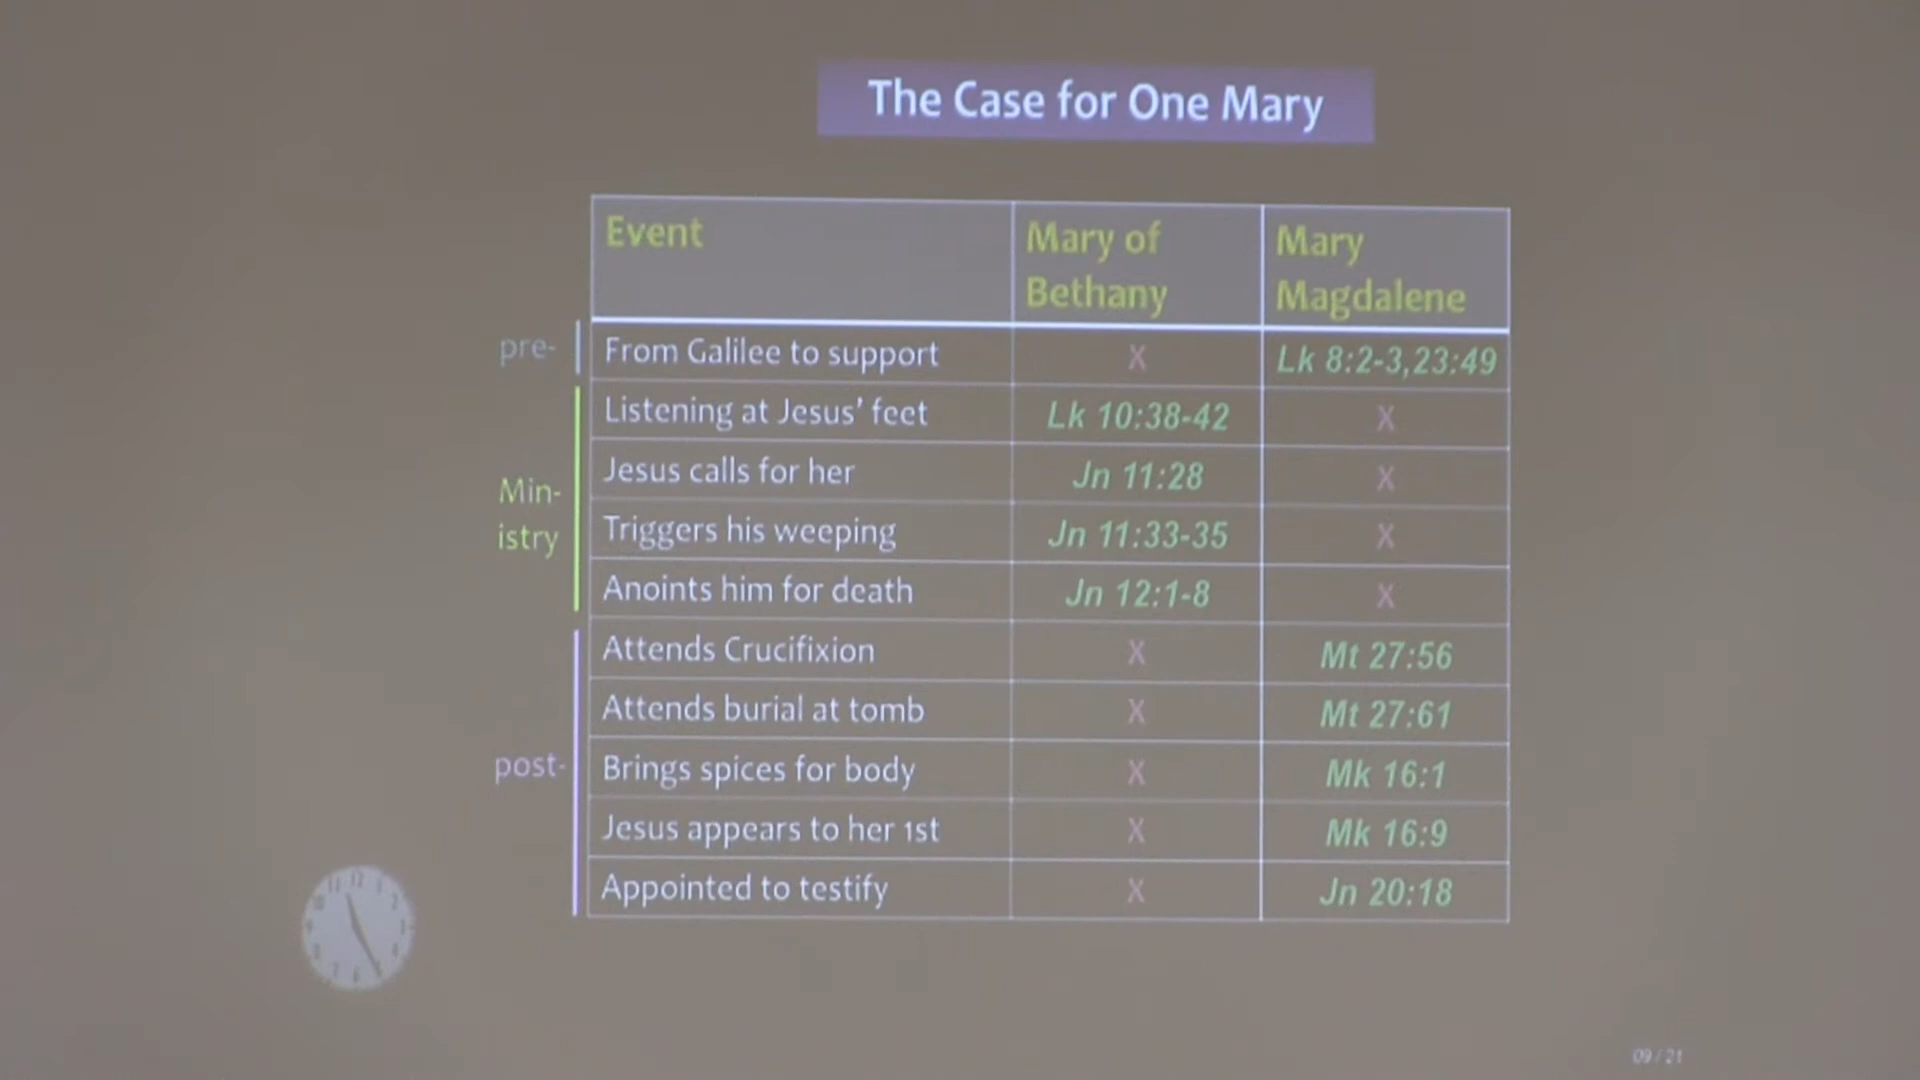 The Case for One Mary
Event
Mary of
Bethany
Mary
Magdalene
pre-
From Galilee to support
X
Lk 8:2-3,23:49
Min-
istry
Listening at Jesus’ feet
Lk 10:38-42
X
Jesus calls for her
Jn 11:28
X
Triggers his weeping
Jn 11:33-35
X
Anoints him for death
Jn 12:1-8
X
post-
Attends Crucifixion
X
Mt 27:56
Attends burial at tomb
X
Mt 27:61
Brings spices for body
X
Mk 16:1
Jesus appears to her 1st
X
Mk 16:9
Appointed to testify
X
Jn 20:18
09 / 21